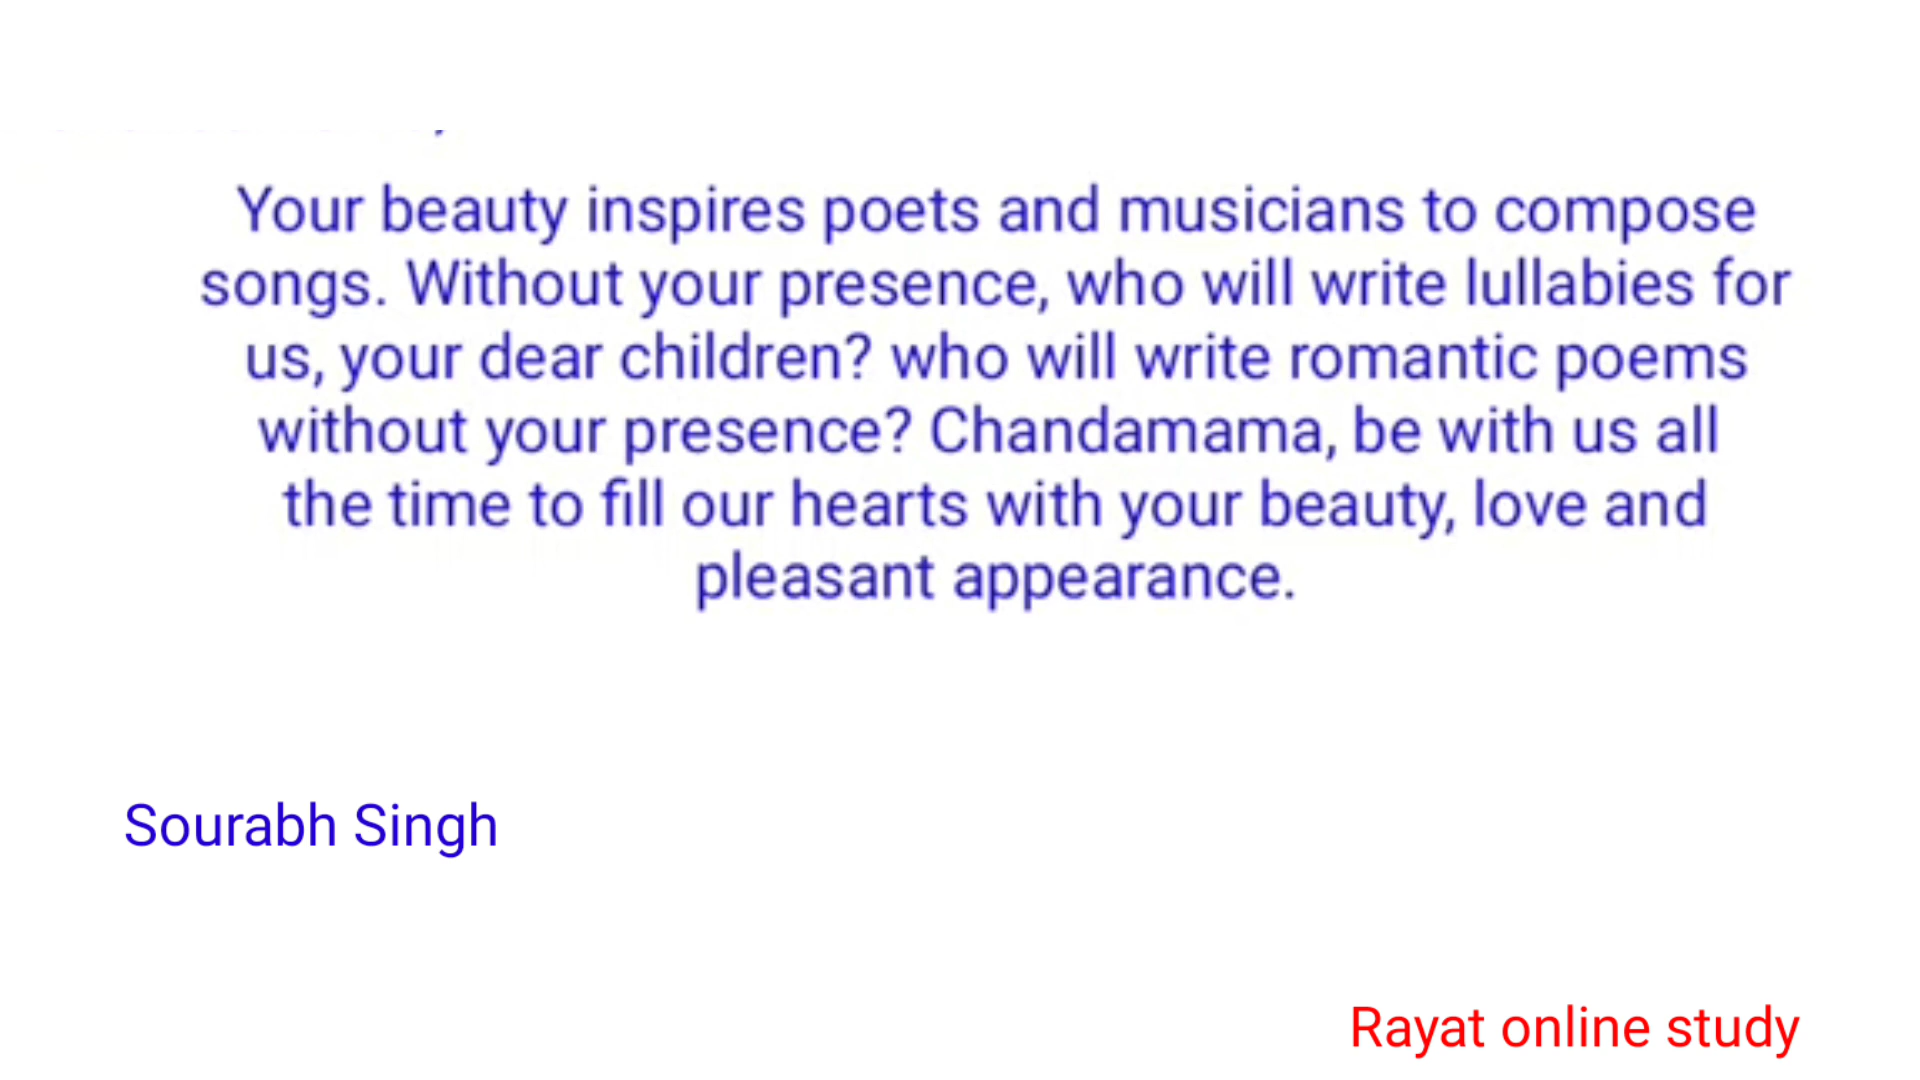 Your beauty inspires poets and musicians to compose
songs. Without your presence, who will write lullabies for
us, your dear children? who will write romantic poems
without your presence? Chandamama, be with us all
the time to fill our hearts with your beauty, love and
pleasant appearance.
Sourabh Singh
Rayat online study